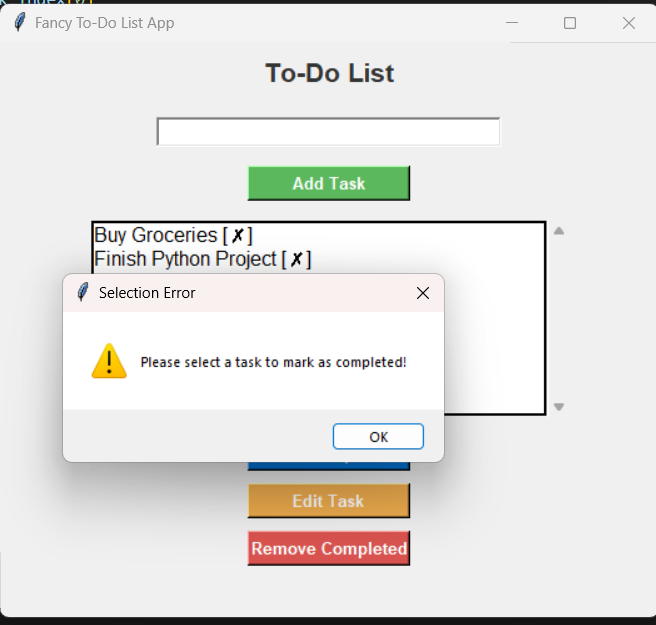 Fancy To-Do List App
To-Do List
Add Task
Buy Groceries [✗]
Finish Python Project [✗]
Selection Error
Please select a task to mark as completed!
OK
Edit Task
Remove Completed